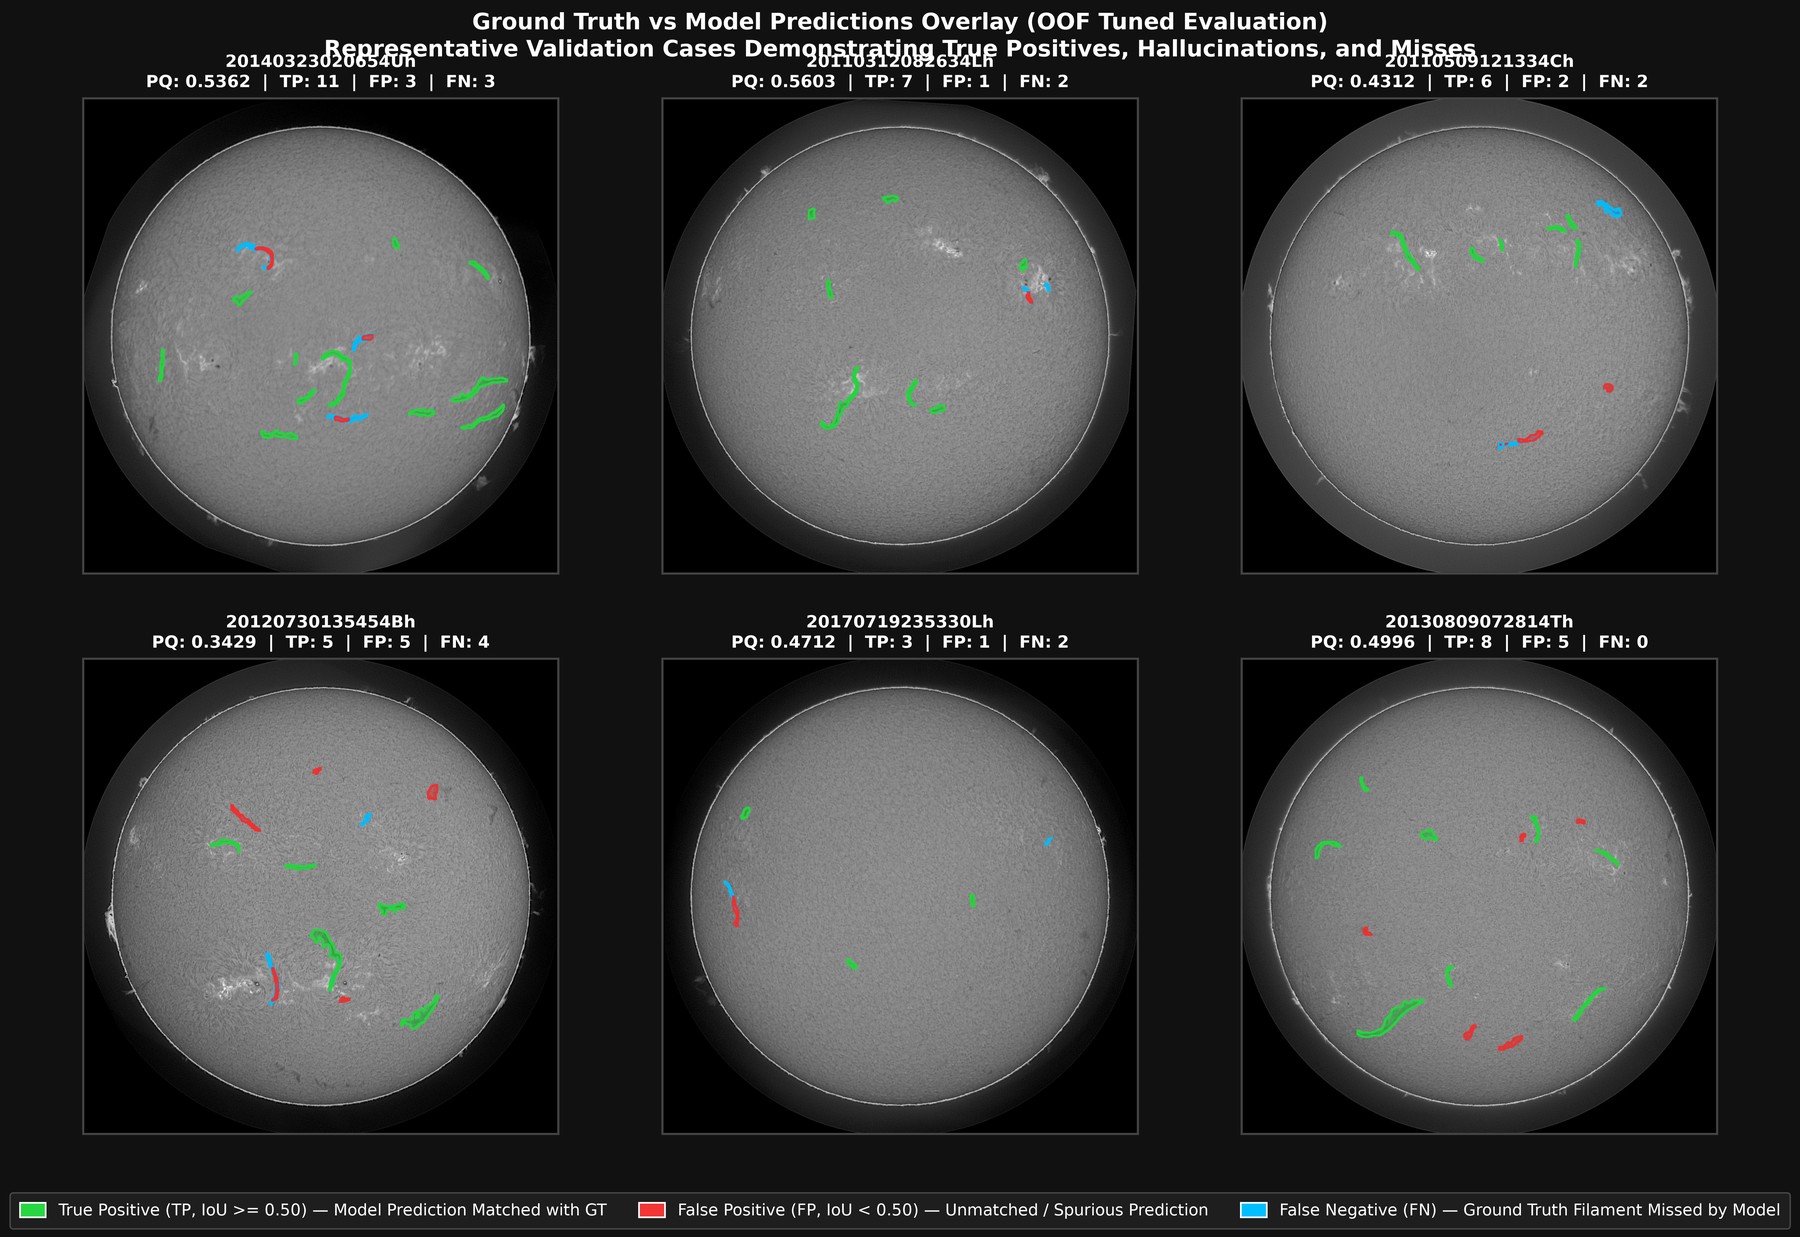 Ground Truth vs Model Predictions Overlay (OOF Tuned Evaluation)
Representative Validation Cases Demonstrating True Positives, Hallucinations, and Misses
20140323020654Uh
PQ: 0.5362 | TP: 11 | FP: 3 | FN: 3
20110312082634Lh
PQ: 0.5603 | TP: 7 | FP: 1 | FN: 2
20110509121334Ch
PQ: 0.4312 | TP: 6 | FP: 2 | FN: 2
20120730135454Bh
PQ: 0.3429 | TP: 5 | FP: 5 | FN: 4
20170719235330Lh
PQ: 0.4712 | TP: 3 | FP: 1 | FN: 2
20130809072814Th
PQ: 0.4996 | TP: 8 | FP: 5 | FN: 0
True Positive (TP, IoU >= 0.50) — Model Prediction Matched with GT
False Positive (FP, IoU < 0.50) — Unmatched / Spurious Prediction
False Negative (FN) — Ground Truth Filament Missed by Model